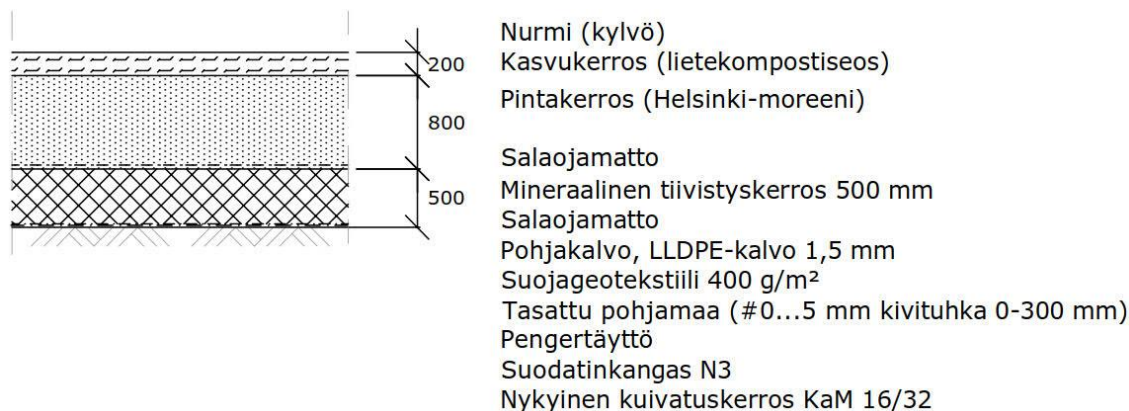 Nurmi (kylvö)
Kasvukerros (lietekompostiseos)
200
Pintakerros (Helsinki-moreeni)
800
Salaojamatto
Mineraalinen tiivistyskerros 500 mm
500
Salaojamatto
Pohjakalvo, LLDPE-kalvo 1,5 mm
Suojageotekstiili 400 g/m²
Tasattu pohjamaa (#0...5 mm kivituhka 0-300 mm)
Pengertäyttö
Suodatinkangas N3
Nykyinen kuivatuskerros KaM 16/32